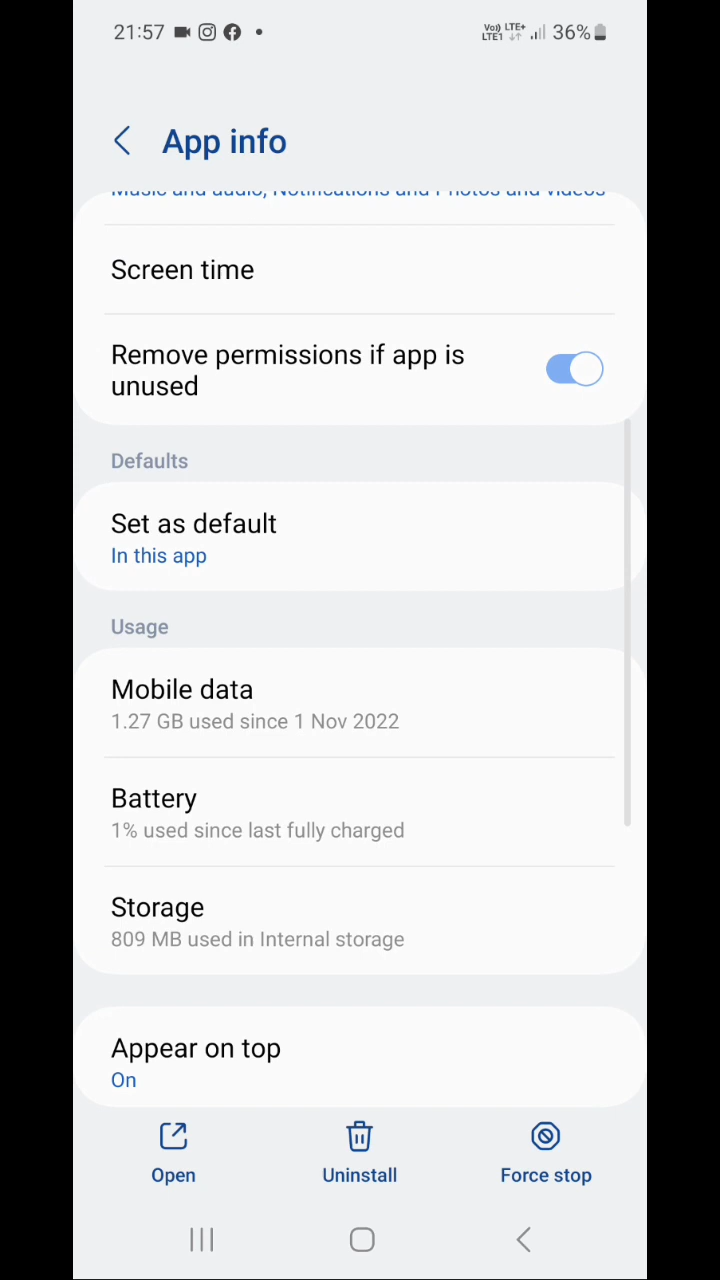 21:57
Vo)) LTE+
LTE1
36%
App info
Music and audio, Notifications and Photos and videos
Screen time
Remove permissions if app is
unused
Defaults
Set as default
In this app
Usage
Mobile data
1.27 GB used since 1 Nov 2022
Battery
1% used since last fully charged
Storage
809 MB used in Internal storage
Appear on top
On
Open
Uninstall
Force stop